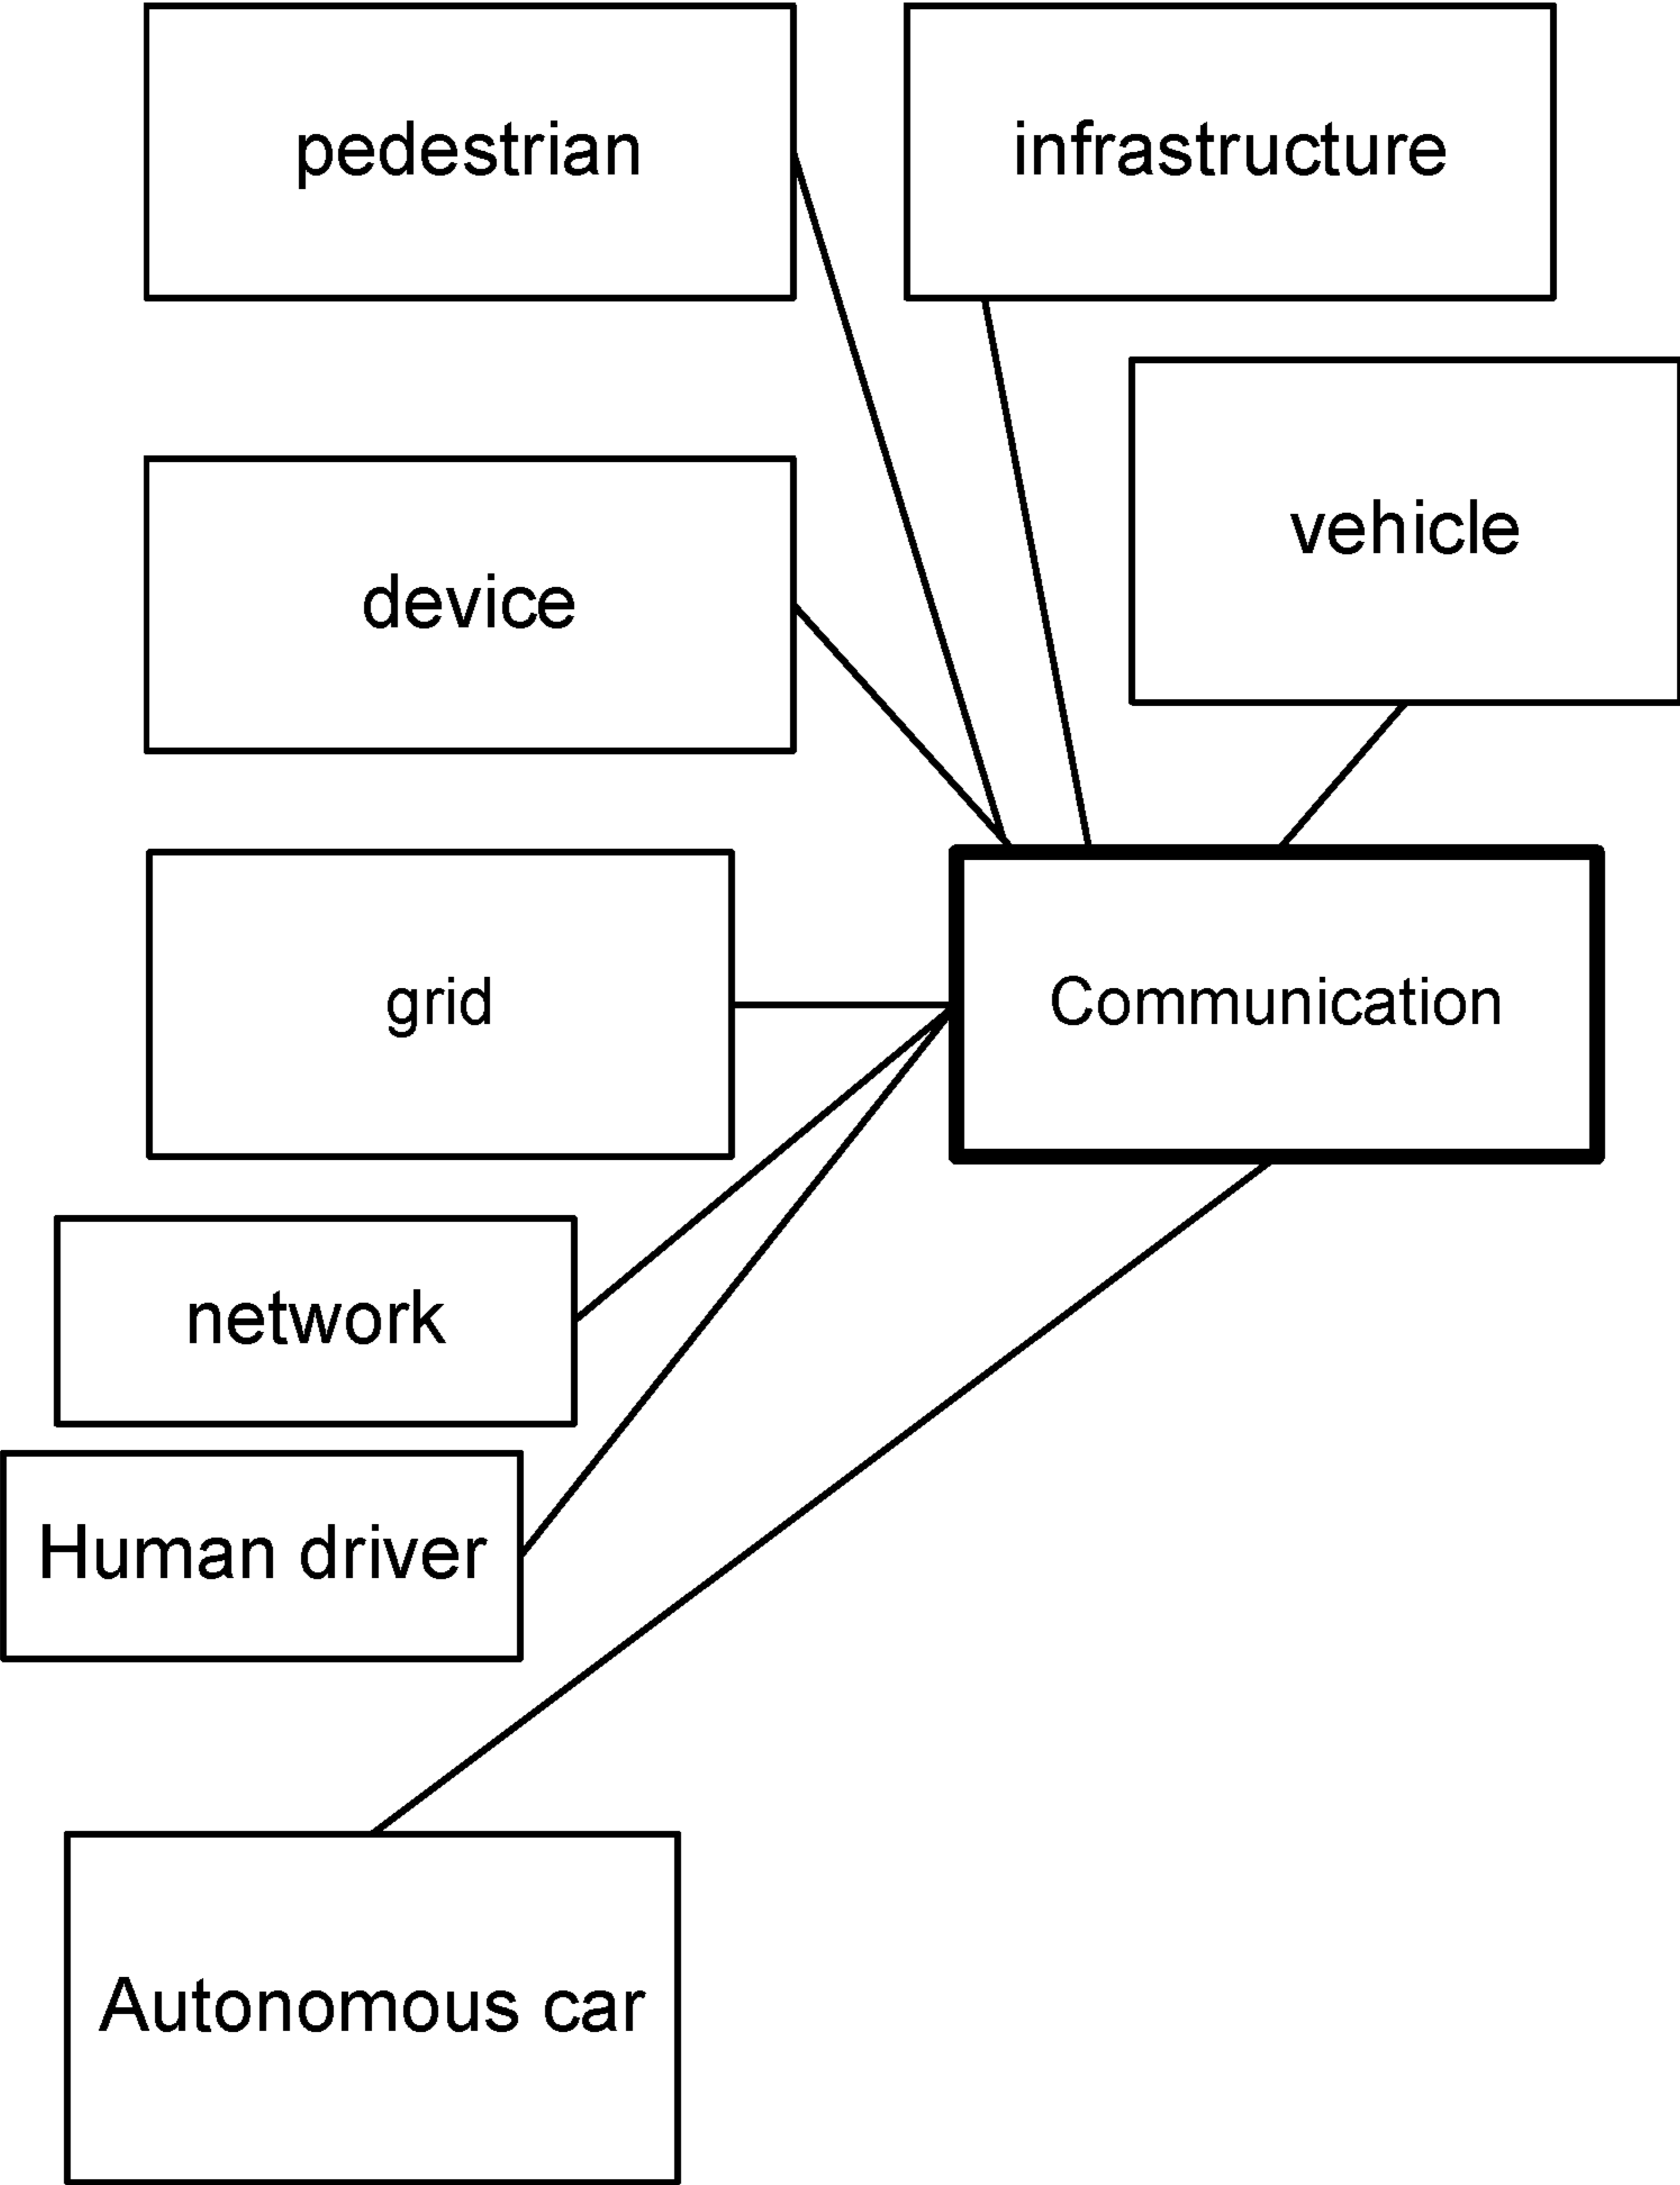 pedestrian
infrastructure
vehicle
device
grid
Communication
network
Human driver
Autonomous car